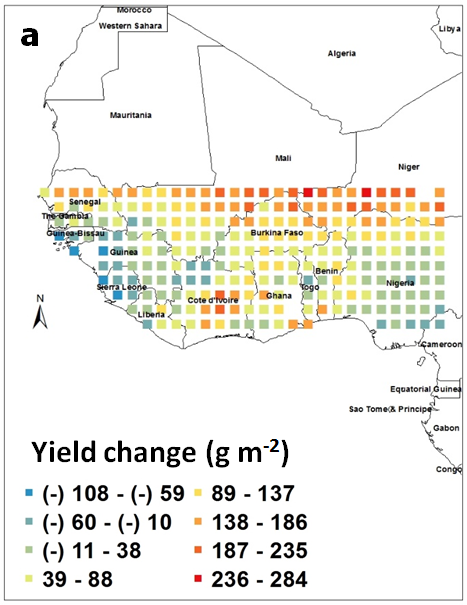 Morocco
a
Western Sahara
Libya
Algeria
Mauritania
Mali
Niger
Senegal
The Gambia
Guinea-Bissau
Burkina Faso
Guinea
Benin
Nigeria
Sierra Leone
Togo
Cote d'Ivoire
Ghana
N
Liberia
Cameroon
Equatorial Guinea
Sao Tome & Principe
Gabon
Congo
Yield change (g m-2)
(-) 108 - (-) 59
89 - 137
(-) 60 - (-) 10
138 - 186
(-) 11 - 38
187 - 235
39 - 88
236 - 284